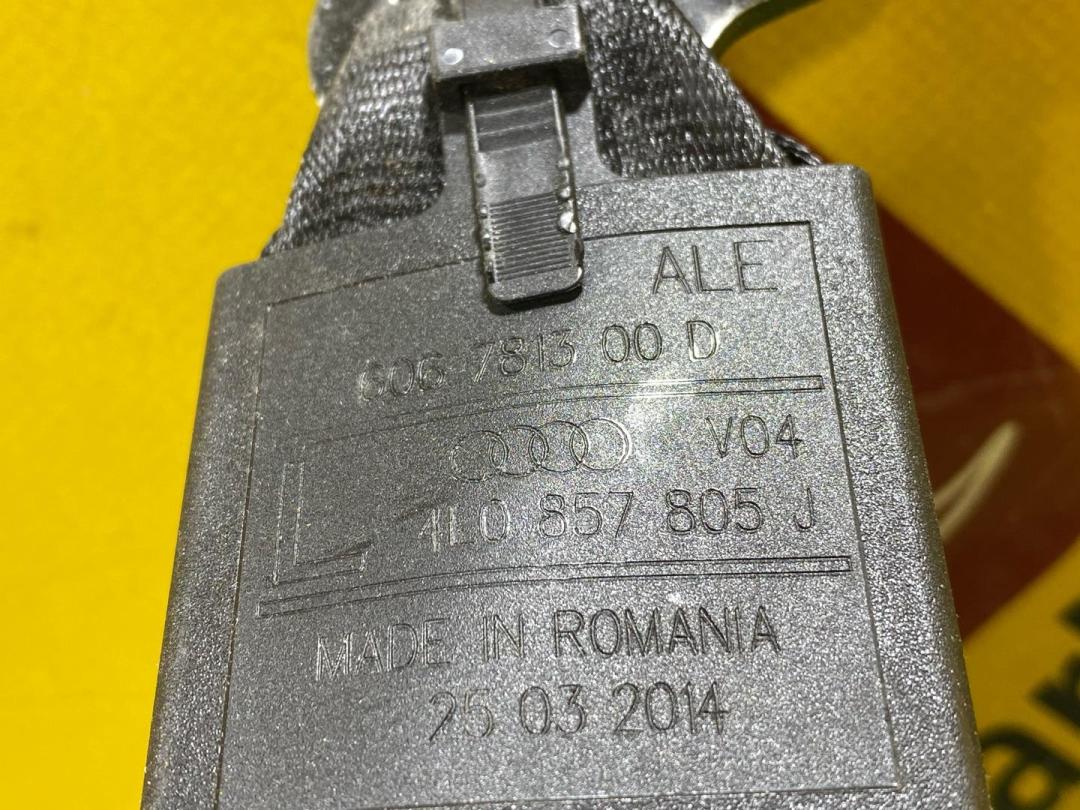 ALE
606 7813 00 D
V04
L
4L0 857 805 J
MADE IN ROMANIA
25 03 2014